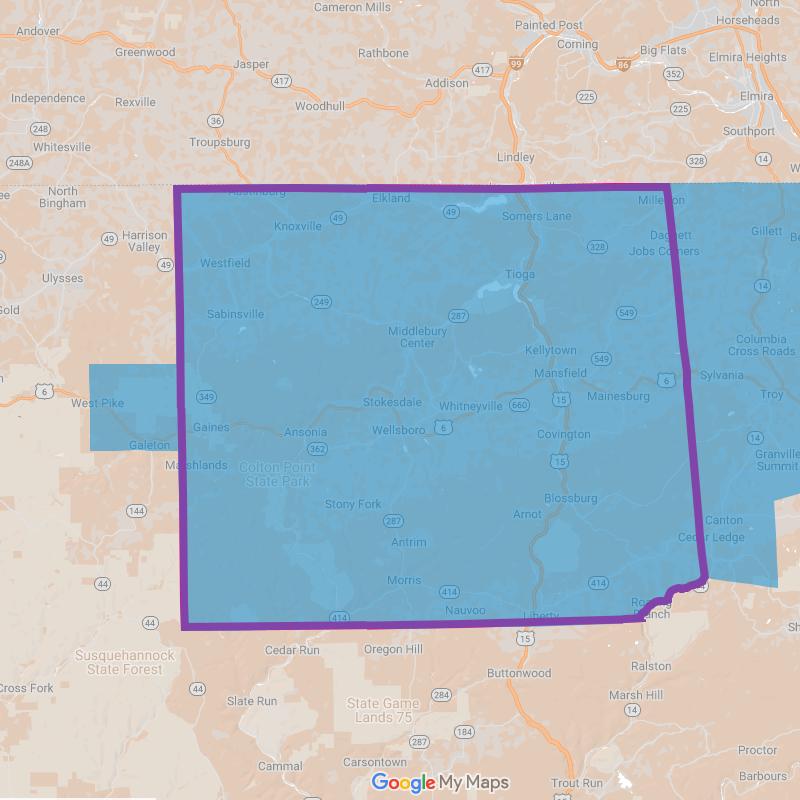 Cameron Mills
North
Horseheads
Andover
Painted Post
Corning
Greenwood
Rathbone
Big Flats
Elmira Heights
Jasper
99
86
417
417
352
Addison
Independence
Rexville
Woodhull
225
Elmira
225
36
248
Southport
Troupsburg
Whitesville
248A
Lindley
328
14
North
Bingham
Austinburg
Elkland
Millerton
49
49
Somers Lane
Knoxville
Gillett
49
Harrison
Valley
Daggett
328
Jobs Corners
49
Westfield
Ulysses
Tioga
14
249
Sabinsville
287
549
Middlebury
Center
Columbia
Cross Roads
Kellytown
549
6
Mansfield
6
Sylvania
349
West Pike
Stokesdale
Whitneyville
660
15
Mainesburg
Troy
Gaines
Ansonia
Wellsboro
6
Covington
14
Galeton
362
Granville
Summit
Marshlands
Colton Point
State Park
15
Stony Fork
Blossburg
144
Arnot
287
Canton
Cedar Ledge
Antrim
44
Morris
414
414
Nauvoo
Roaring
Branch
44
414
Liberty
15
Cedar Run
Oregon Hill
Susquehannock
State Forest
Ralston
Buttonwood
Cross Fork
44
Slate Run
State Game
Lands 75
284
Marsh Hill
14
184
287
Cammal
Carsontown
Proctor
Barbours
Google My Maps
Trout Run